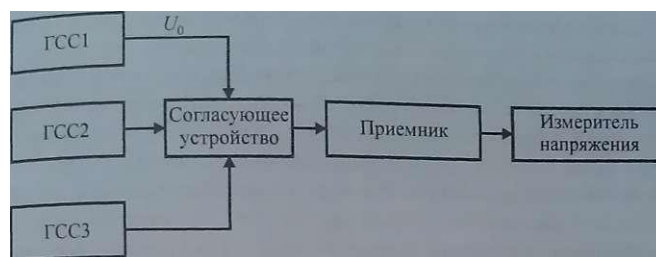 ГСС1
U₀
ГСС2
Согласующее
устройство
Приемник
Измеритель
напряжения
ГСС3